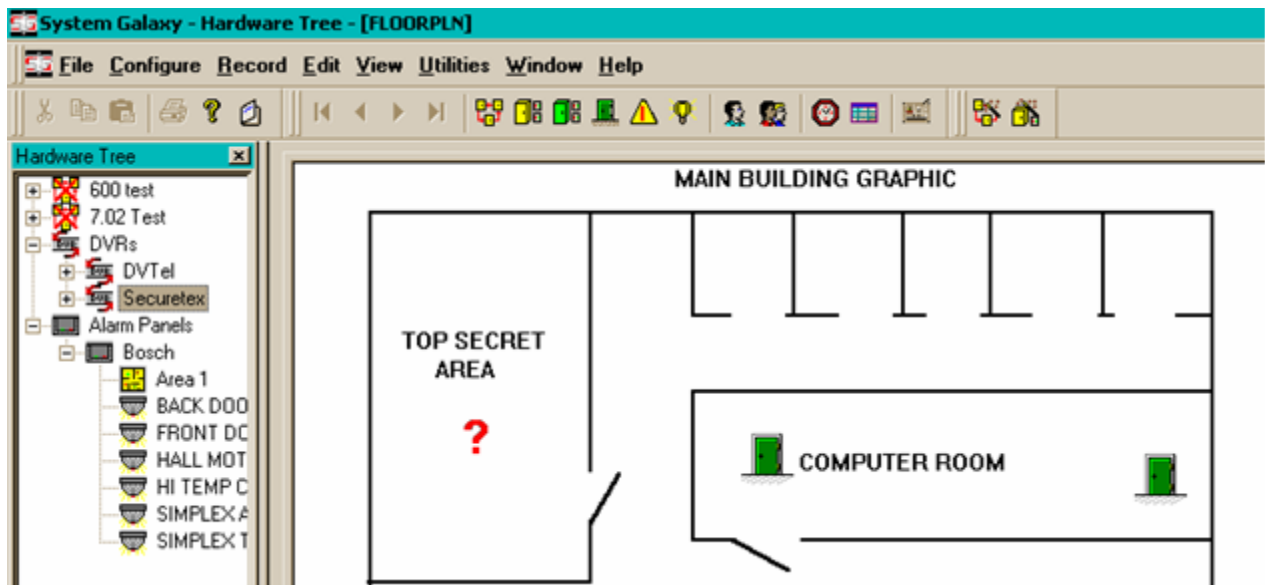 System Galaxy - Hardware Tree - [FLOORPLN]
File Configure Record Edit View Utilities Window Help
Hardware Tree
600 test
7.02 Test
DVRs
DVTel
Securetex
Alarm Panels
Bosch
Area 1
BACK DOO
FRONT DC
HALL MOT
HI TEMP C
SIMPLEX A
SIMPLEX T
MAIN BUILDING GRAPHIC
TOP SECRET
AREA
?
COMPUTER ROOM